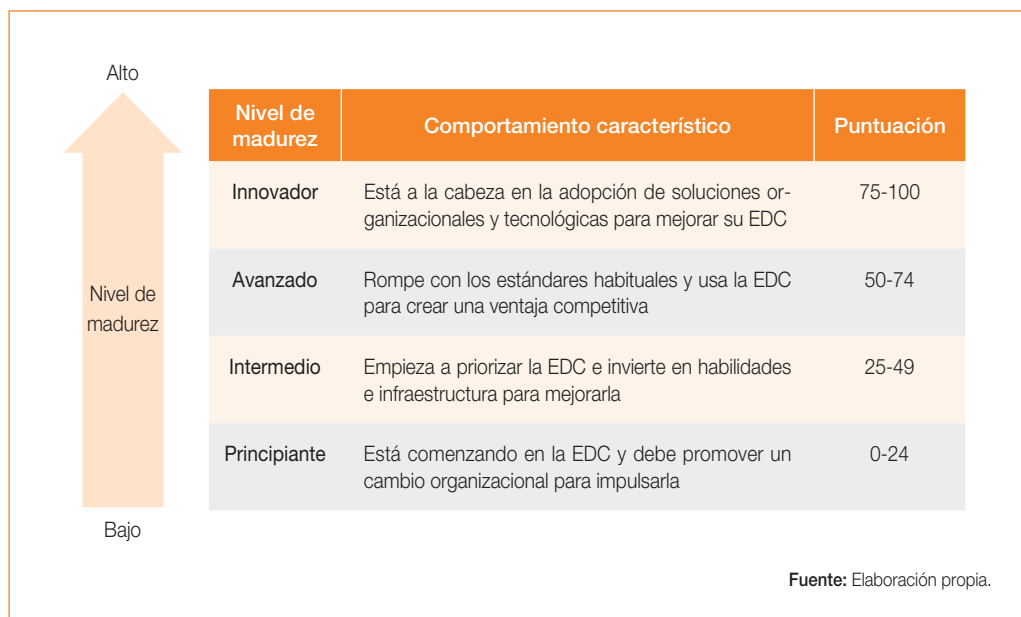 Alto
Nivel de
madurez
Bajo
Nivel de
madurez
Comportamiento característico
Puntuación
Innovador
Está a la cabeza en la adopción de soluciones or-
ganizacionales y tecnológicas para mejorar su EDC
75-100
Avanzado
Rompe con los estándares habituales y usa la EDC
para crear una ventaja competitiva
50-74
Intermedio
Empieza a priorizar la EDC e invierte en habilidades
e infraestructura para mejorarla
25-49
Principiante
Está comenzando en la EDC y debe promover un
cambio organizacional para impulsarla
0-24
Fuente: Elaboración propia.